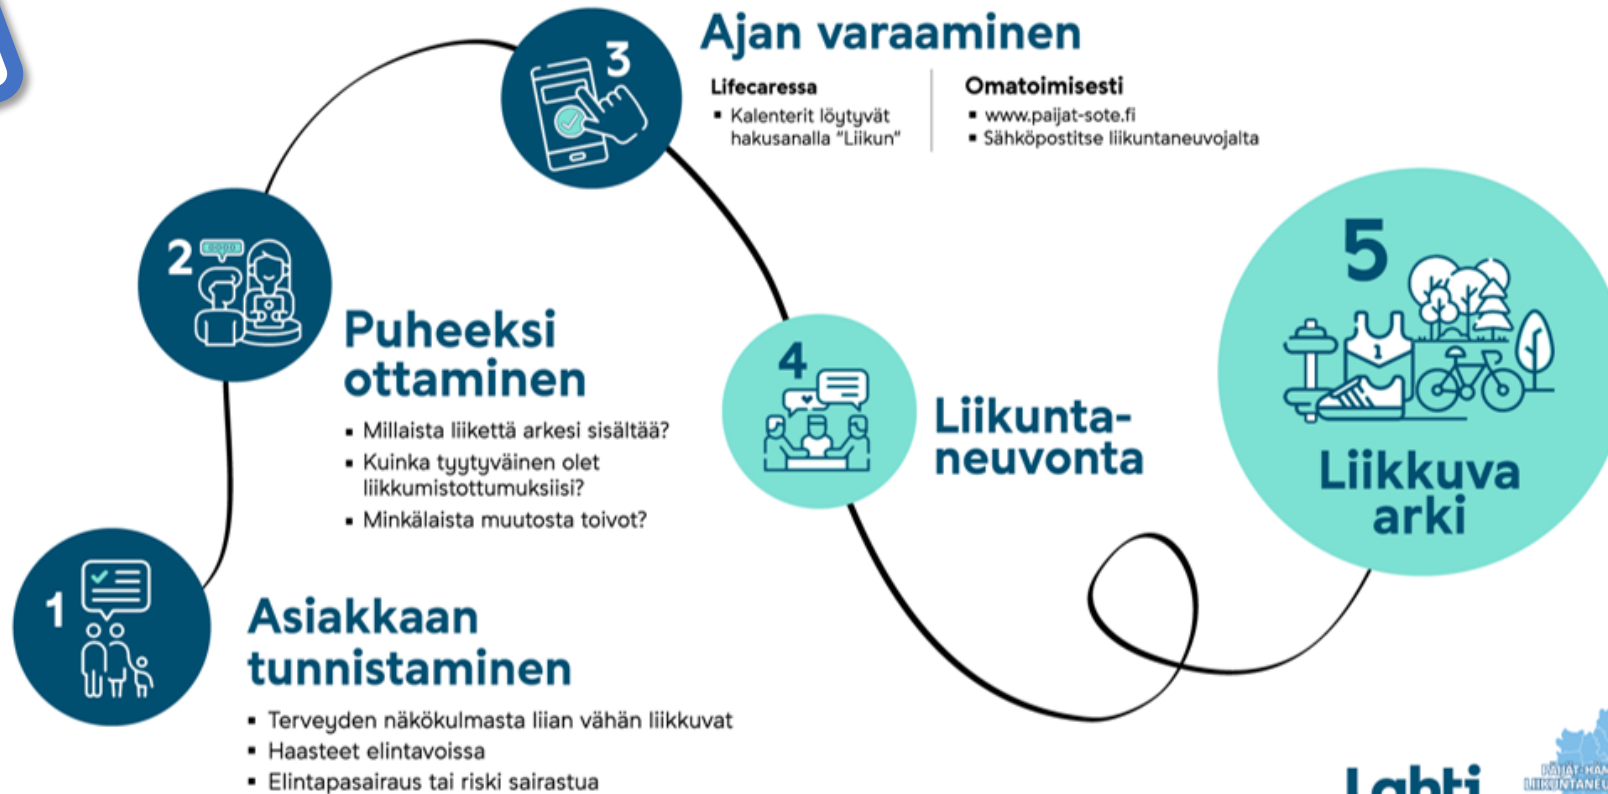 1
Asiakkaan
tunnistaminen
▪ Terveyden näkökulmasta liian vähän liikkuvat
▪ Haasteet elintavoissa
▪ Elintapasairaus tai riski sairastua
2
Puheeksi
ottaminen
▪ Millaista liikettä arkesi sisältää?
▪ Kuinka tyytyväinen olet
liikkumistottumuksiisi?
▪ Minkälaista muutosta toivot?
3
Ajan varaaminen
Lifecaressa
▪ Kalenterit löytyvät
hakusanalla "Liikun"
Omatoimisesti
▪ www.paijat-sote.fi
▪ Sähköpostitse liikuntaneuvojalta
4
Liikunta-
neuvonta
5
1
Liikkuva
arki
Lahti